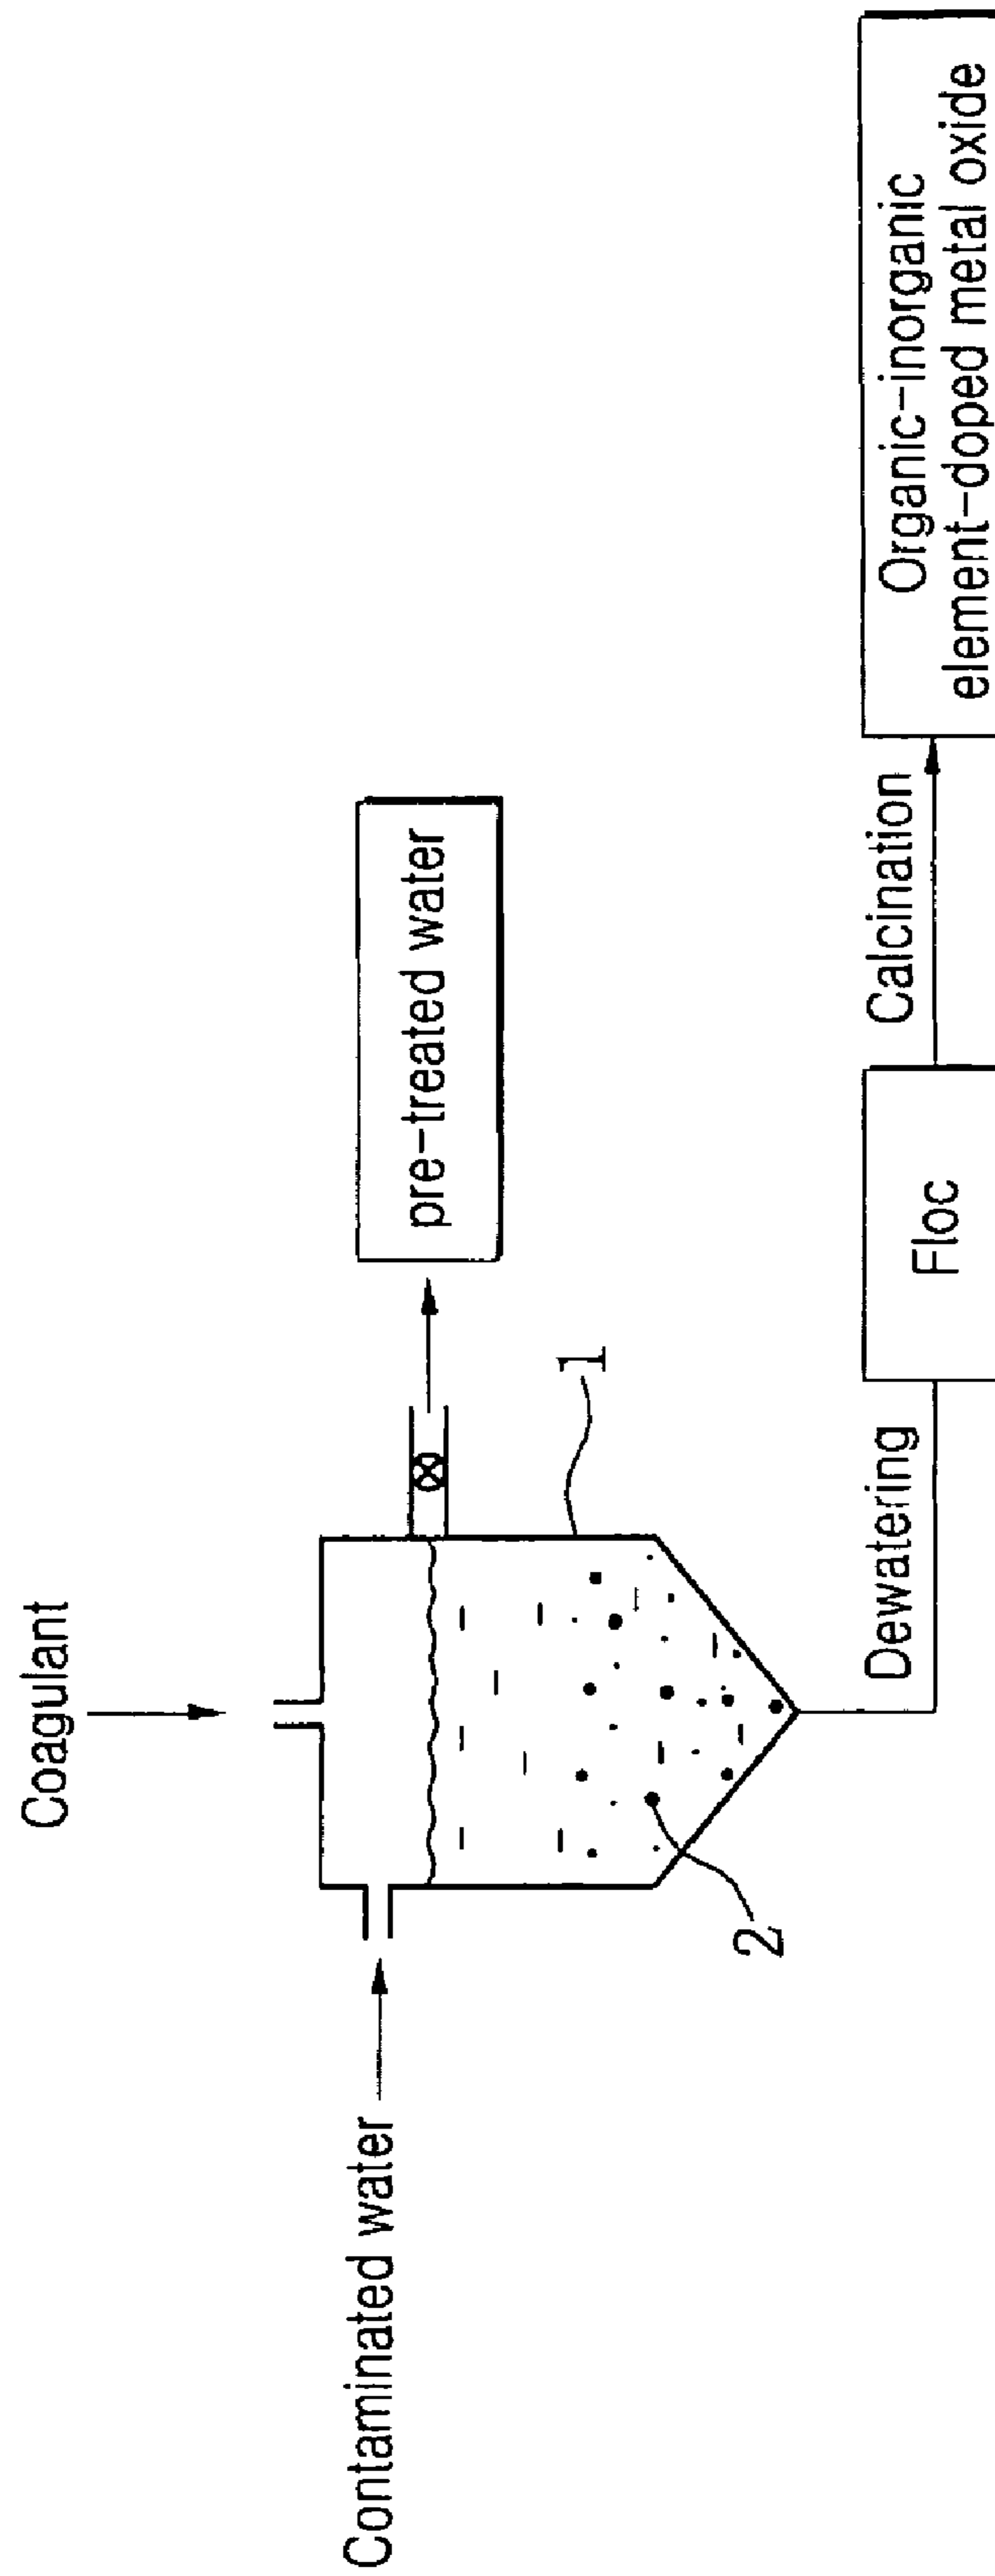 Coagulant
Contaminated water
pre-treated water
1
2
Dewatering
Floc
Calcination
Organic-inorganic
element-doped metal oxide